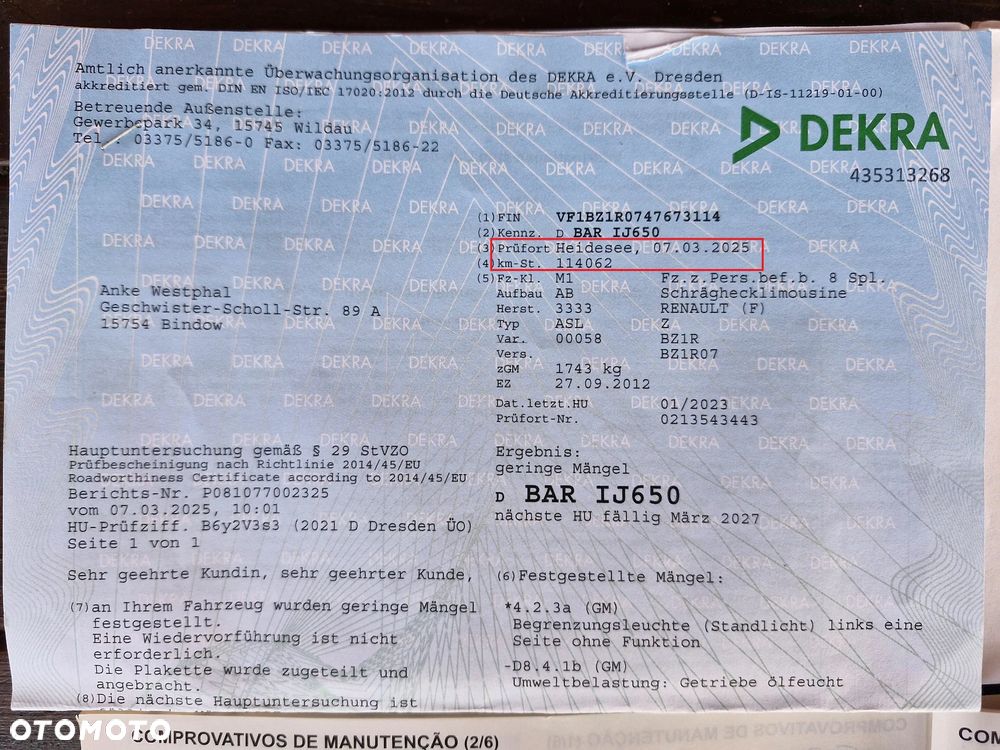 Amtlich anerkannte Überwachungsorganisation des DEKRA e.V. Dresden
akkreditiert gem. DIN EN ISO/IEC 17020:2012 durch die Deutsche Akkreditierungsstelle (D-IS-11219-01-00)
Betreuende Außenstelle:
Gewerbepark 34, 15745 Wildau
Tel.: 03375/5186-0 Fax: 03375/5186-22
DEKRA
435313268
(1) FIN VF1BZ1R0747673114
(2) Kennz. D BAR IJ650
(3) Prüfort Heidesee, 07.03.2025
(4) km-St. 114062
(5) Fz-Kl. M1 Fz.z.Pers.bef.b. 8 Spl.
Aufbau AB Schräghecklimousine
Herst. 3333 RENAULT (F)
Typ ASL Z
Var. 00058 BZ1R
Vers. BZ1R07
zGM 1743 kg
EZ 27.09.2012
Dat.letzt.HU 01/2023
Prüfort-Nr. 0213543443
Anke Westphal
Geschwister-Scholl-Str. 89 A
15754 Bindow
Hauptuntersuchung gemäß § 29 StVZO
Prüfbescheinigung nach Richtlinie 2014/45/EU
Roadworthiness Certificate according to 2014/45/EU
Berichts-Nr. P081077002325
vom 07.03.2025, 10:01
HU-Prüfziff. B6y2V3s3 (2021 D Dresden ÜO)
Seite 1 von 1
Ergebnis:
geringe Mängel
D BAR IJ650
nächste HU fällig März 2027
Sehr geehrte Kundin, sehr geehrter Kunde,
(7) an Ihrem Fahrzeug wurden geringe Mängel
festgestellt.
Eine Wiedervorführung ist nicht
erforderlich.
Die Plakette wurde zugeteilt und
angebracht.
(8) Die nächste Hauptuntersuchung ist
(6) Festgestellte Mängel:
*4.2.3a (GM)
Begrenzungsleuchte (Standlicht) links eine
Seite ohne Funktion
-D8.4.1b (GM)
Umweltbelastung: Getriebe ölfeucht
OTOMOTO
COMPROVATIVOS DE MANUTENÇÃO (2/6)
COM